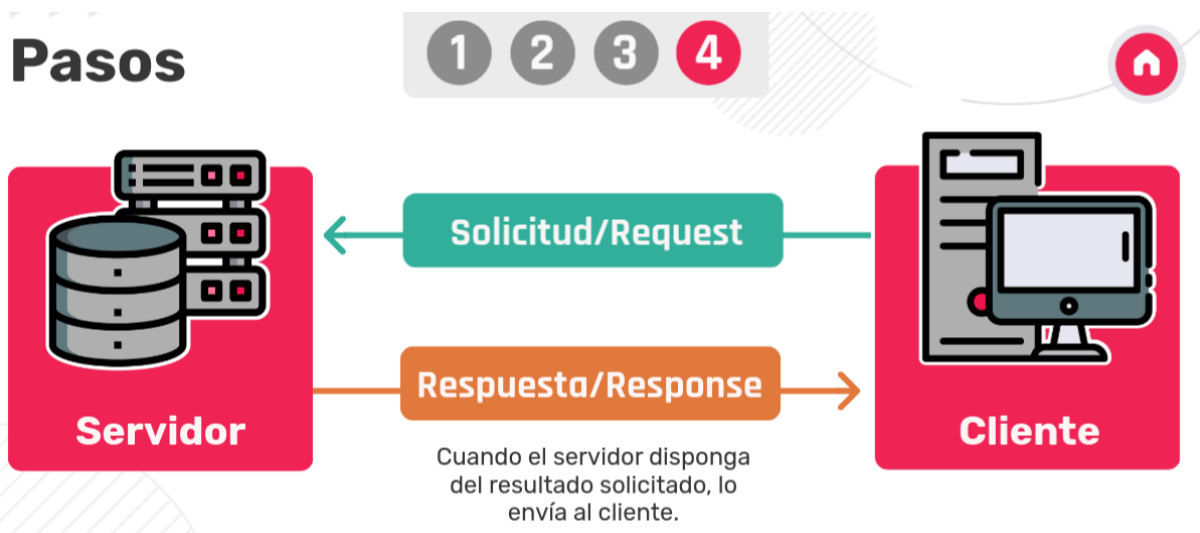 Pasos
1 2 3 4
Solicitud/Request
Respuesta/Response
Servidor
Cliente
Cuando el servidor disponga
del resultado solicitado, lo
envía al cliente.